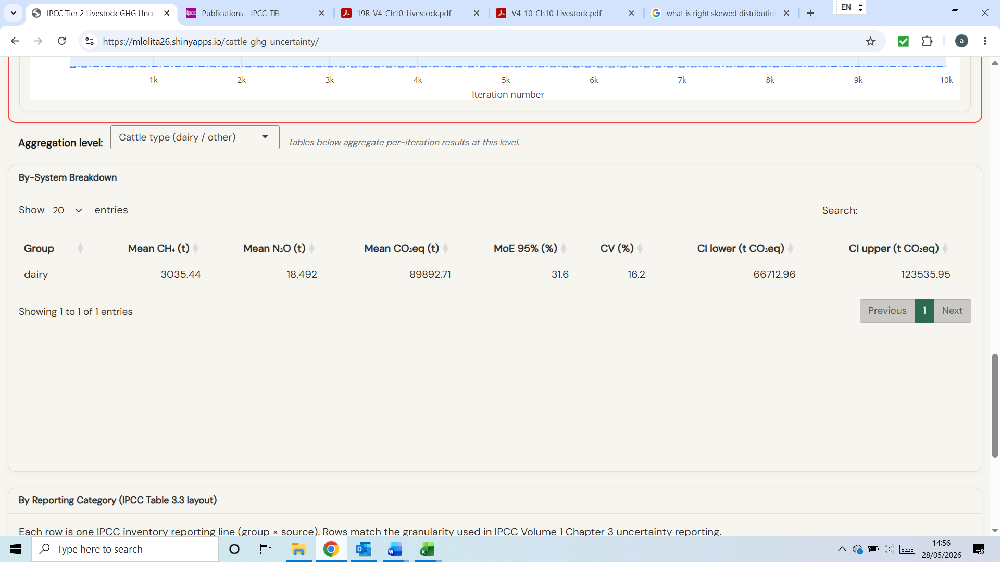 IPCC Tier 2 Livestock GHG Unce
Publications - IPCC-TFI
19R_V4_Ch10_Livestock.pdf
V4_10_Ch10_Livestock.pdf
what is right skewed distributio
EN
https://mlolita26.shinyapps.io/cattle-ghg-uncertainty/
a
1k 2k 3k 4k 5k 6k 7k 8k 9k 10k
Iteration number
Aggregation level: Cattle type (dairy / other) Tables below aggregate per-iteration results at this level.
By-System Breakdown
Show 20 entries Search:
Group Mean CH₄ (t) Mean N₂O (t) Mean CO₂eq (t) MoE 95% (%) CV (%) CI lower (t CO₂eq) CI upper (t CO₂eq)
dairy 3035.44 18.492 89892.71 31.6 16.2 66712.96 123535.95
Showing 1 to 1 of 1 entries Previous 1 Next
By Reporting Category (IPCC Table 3.3 layout)
Each row is one IPCC inventory reporting line (group × source). Rows match the granularity used in IPCC Volume 1 Chapter 3 uncertainty reporting.
Type here to search
14:56
28/05/2026